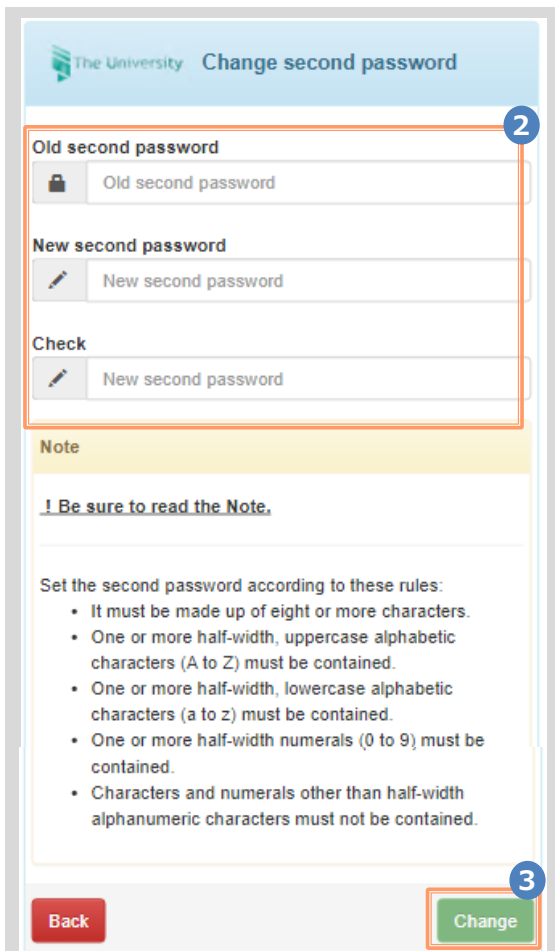 The University Change second password
2
Old second password
Old second password
New second password
New second password
Check
New second password
Note
! Be sure to read the Note.
Set the second password according to these rules:
• It must be made up of eight or more characters.
• One or more half-width, uppercase alphabetic
characters (A to Z) must be contained.
• One or more half-width, lowercase alphabetic
characters (a to z) must be contained.
• One or more half-width numerals (0 to 9) must be
contained.
• Characters and numerals other than half-width
alphanumeric characters must not be contained.
3
Back Change